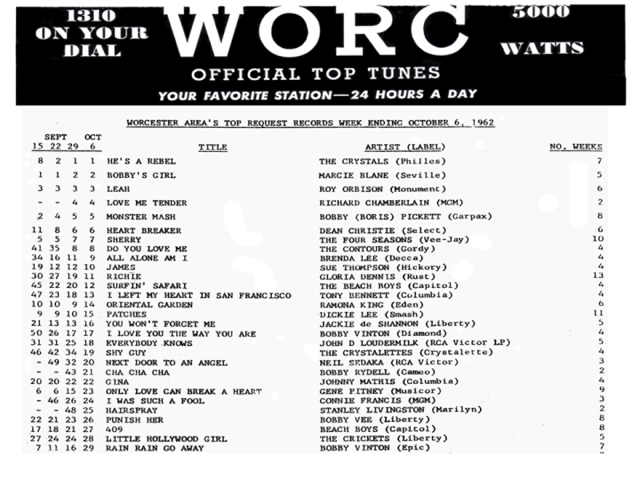 1310
ON YOUR
DIAL
WORC
5000
WATTS
OFFICIAL TOP TUNES
YOUR FAVORITE STATION—24 HOURS A DAY
WORCESTER AREA'S TOP REQUEST RECORDS WEEK ENDING OCTOBER 6, 1962
SEPT OCT
15 22 29 6 TITLE ARTIST (LABEL) NO. WEEKS
8 2 1 1 HE'S A REBEL THE CRYSTALS (Philles) 7
1 1 2 2 BOBBY'S GIRL MARCIE BLANE (Seville) 5
3 3 3 3 LEAH ROY ORBISON (Monument) 6
- - 4 4 LOVE ME TENDER RICHARD CHAMBERLAIN (MGM) 2
2 4 5 5 MONSTER MASH BOBBY (BORIS) PICKETT (Garpax) 8
11 8 6 6 HEART BREAKER DEAN CHRISTIE (Select) 6
5 5 7 7 SHERRY THE FOUR SEASONS (Vee-Jay) 10
41 35 8 8 DO YOU LOVE ME THE CONTOURS (Gordy) 4
34 16 11 9 ALL ALONE AM I BRENDA LEE (Decca) 4
19 12 12 10 JAMES SUE THOMPSON (Hickory) 4
30 27 19 11 RICHIE GLORIA DENNIS (Rust) 13
45 22 20 12 SURFIN' SAFARI THE BEACH BOYS (Capitol) 4
47 23 18 13 I LEFT MY HEART IN SAN FRANCISCO TONY BENNETT (Columbia) 4
10 10 9 14 ORIENTAL GARDEN RAMONA KING (Eden) 6
9 9 10 15 PATCHES DICKIE LEE (Smash) 11
21 13 13 16 YOU WON'T FORGET ME JACKIE de SHANNON (Liberty) 5
50 26 17 17 I LOVE YOU THE WAY YOU ARE BOBBY VINTON (Diamond) 4
31 31 25 18 EVERYBODY KNOWS JOHN D LOUDERMILK (RCA Victor LP) 5
46 42 34 19 SHY GUY THE CRYSTALETTES (Crystalette) 4
- 49 32 20 NEXT DOOR TO AN ANGEL NEIL SEDAKA (RCA Victor) 3
- - 43 21 CHA CHA CHA BOBBY RYDELL (Cameo) 2
20 20 22 22 GINA JOHNNY MATHIS (Columbia) 4
6 6 15 23 ONLY LOVE CAN BREAK A HEART GENE PITNEY (Musicor) 9
- 46 26 24 I WAS SUCH A FOOL CONNIE FRANCIS (MGM) 3
- - 48 25 HAIRSPRAY STANLEY LIVINGSTON (Marilyn) 2
22 21 23 26 PUNISH HER BOBBY VEE (Liberty) 8
17 18 21 27 409 BEACH BOYS (Capitol) 8
27 24 24 28 LITTLE HOLLYWOOD GIRL THE CRICKETS (Liberty) 5
7 11 16 29 RAIN RAIN GO AWAY BOBBY VINTON (Epic) 7